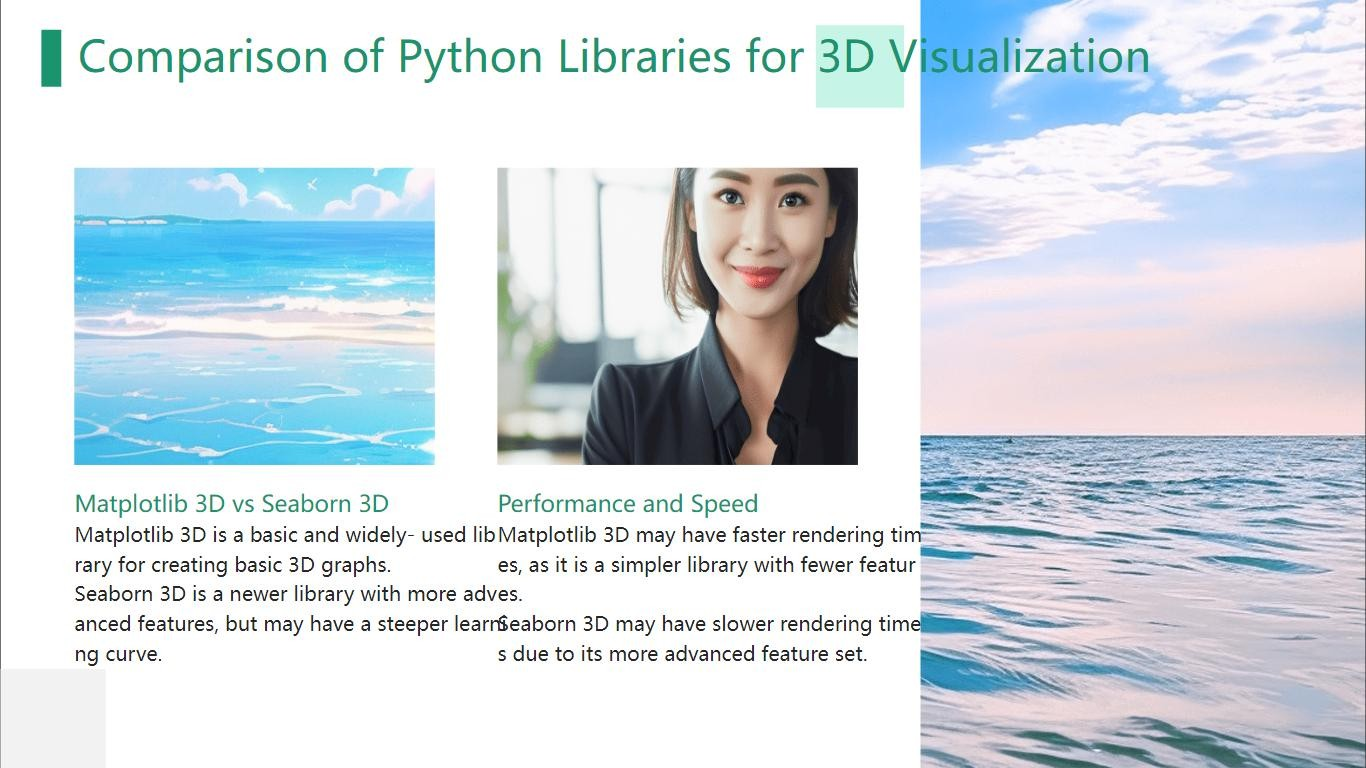 Comparison of Python Libraries for 3D Visualization
Matplotlib 3D vs Seaborn 3D
Matplotlib 3D is a basic and widely- used lib
rary for creating basic 3D graphs.
Seaborn 3D is a newer library with more adv
anced features, but may have a steeper learni
ng curve.
Performance and Speed
Matplotlib 3D may have faster rendering tim
es, as it is a simpler library with fewer featur
es.
Seaborn 3D may have slower rendering time
s due to its more advanced feature set.